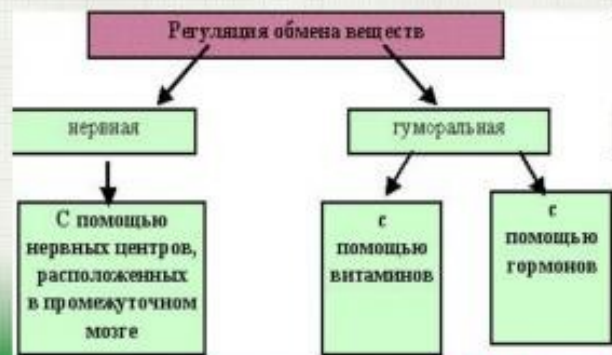 Регуляция обмена веществ
нервная
гуморальная
С помощью
нервных центров,
расположенных
в промежуточном
мозге
с
помощью
витаминов
с
помощью
гормонов